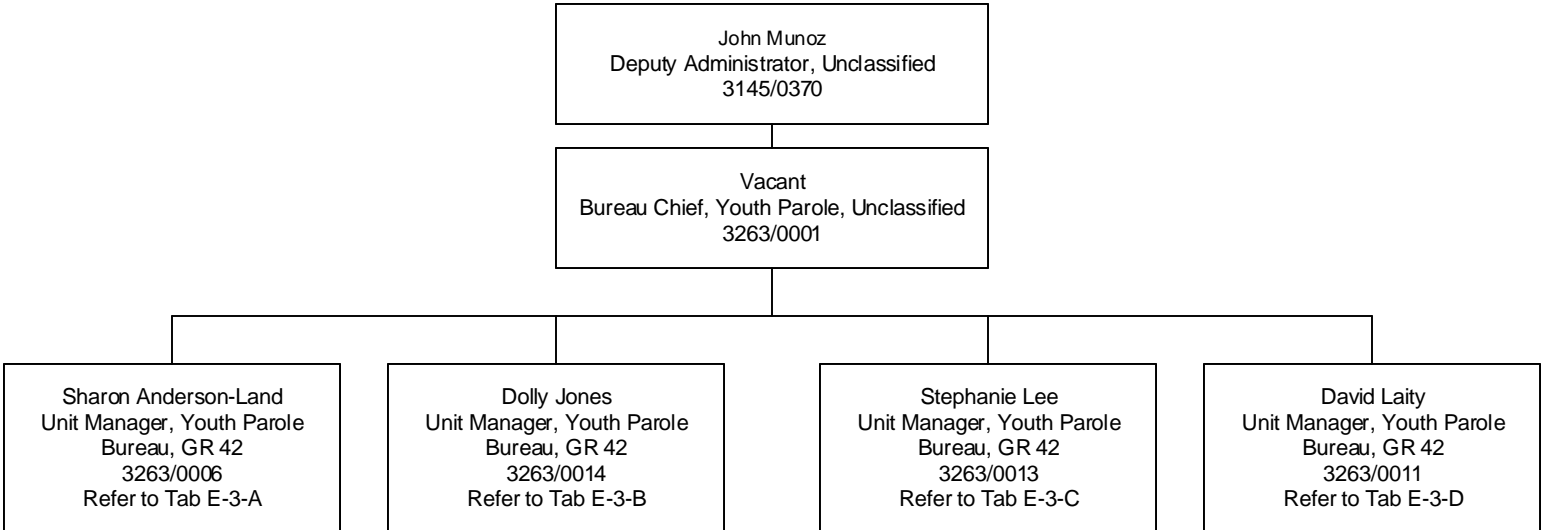 John Munoz
Deputy Administrator, Unclassified
3145/0370
Vacant
Bureau Chief, Youth Parole, Unclassified
3263/0001
Sharon Anderson-Land
Unit Manager, Youth Parole
Bureau, GR 42
3263/0006
Refer to Tab E-3-A
Dolly Jones
Unit Manager, Youth Parole
Bureau, GR 42
3263/0014
Refer to Tab E-3-B
Stephanie Lee
Unit Manager, Youth Parole
Bureau, GR 42
3263/0013
Refer to Tab E-3-C
David Laity
Unit Manager, Youth Parole
Bureau, GR 42
3263/0011
Refer to Tab E-3-D